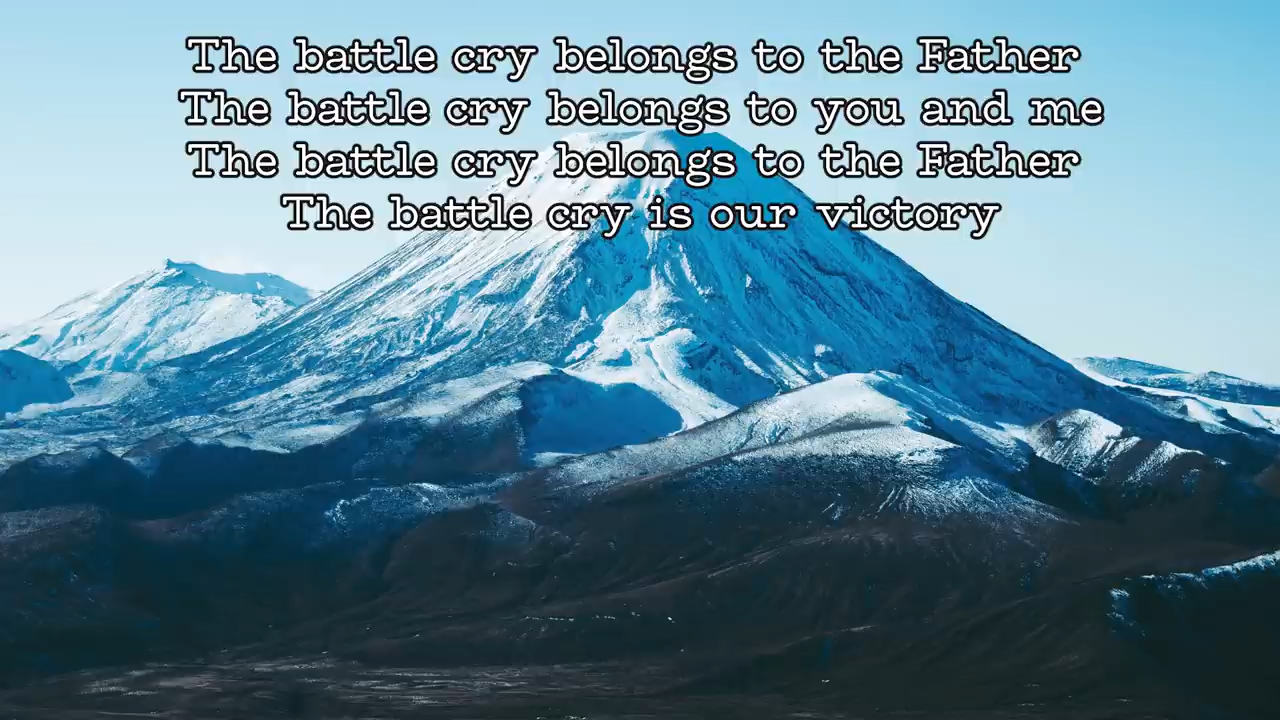 The battle cry belongs to the Father
The battle cry belongs to you and me
The battle cry belongs to the Father
The battle cry is our victory